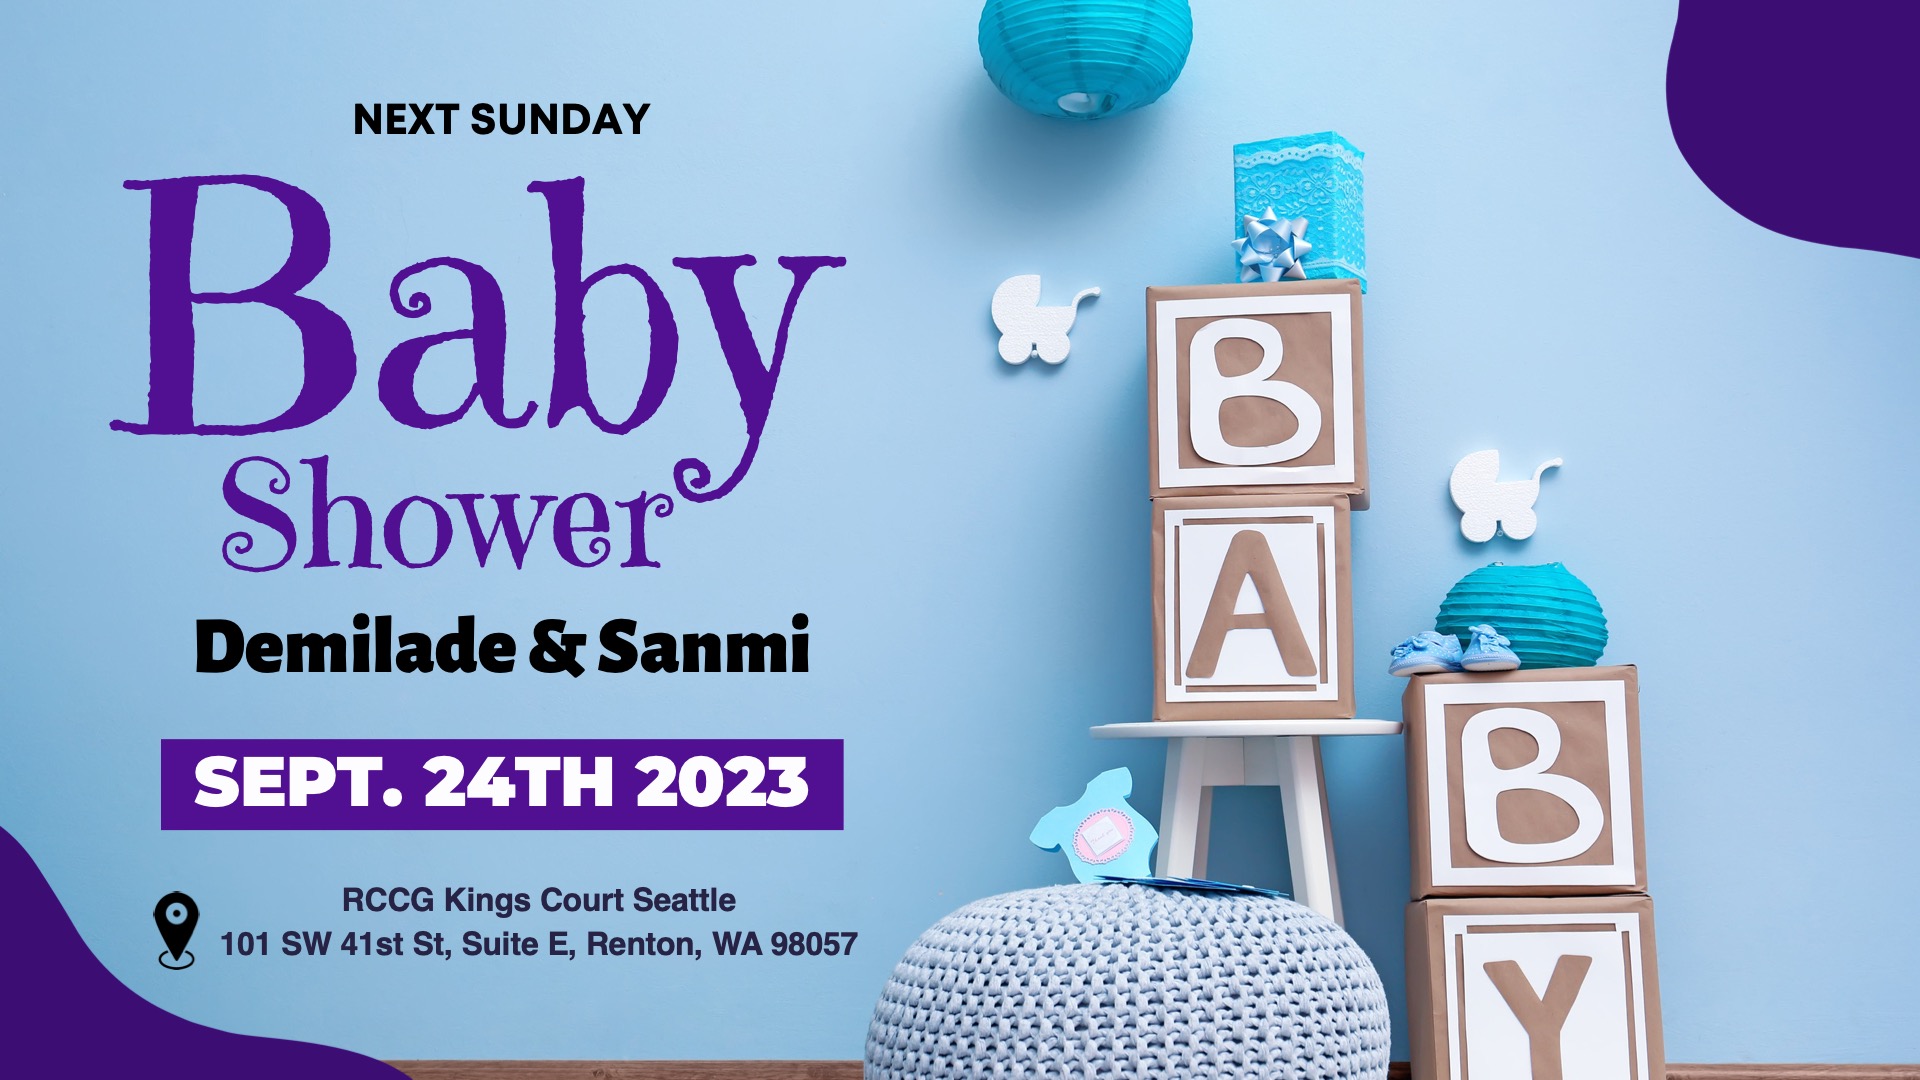 NEXT SUNDAY
Baby
Shower
Demilade & Sanmi
SEPT. 24TH 2023
RCCG Kings Court Seattle
101 SW 41st St, Suite E, Renton, WA 98057
B
A
B
Y